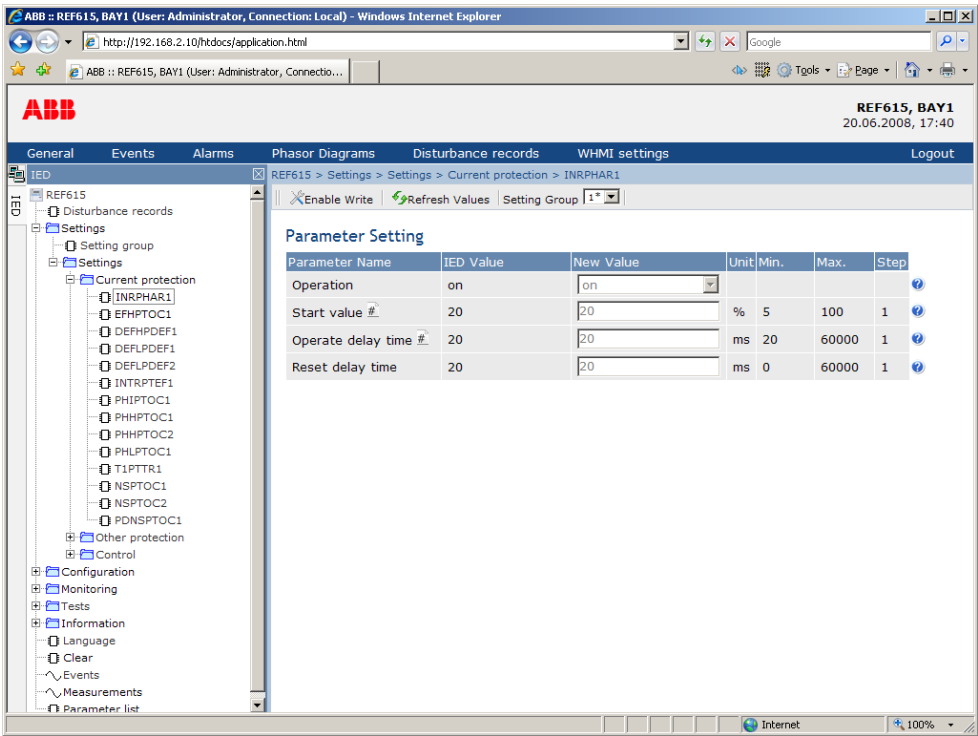 ABB :: REF615, BAY1 (User: Administrator, Connection: Local) - Windows Internet Explorer
http://192.168.2.10/htdocs/application.html
Google
ABB :: REF615, BAY1 (User: Administrator, Connectio...
Tools
Page
ABB
REF615, BAY1
20.06.2008, 17:40
General Events Alarms Phasor Diagrams Disturbance records WHMI settings Logout
IED
IED
REF615 > Settings > Settings > Current protection > INRPHAR1
Enable Write Refresh Values Setting Group 1*
REF615
Disturbance records
Settings
Setting group
Settings
Current protection
INRPHAR1
EFHPTOC1
DEFHPDEF1
DEFLPDEF1
DEFLPDEF2
INTRPTEF1
PHIPTOC1
PHHPTOC1
PHHPTOC2
PHLPTOC1
T1PTTR1
NSPTOC1
NSPTOC2
PDNSPTOC1
Other protection
Control
Configuration
Monitoring
Tests
Information
Language
Clear
Events
Measurements
Parameter list
Parameter Setting
Parameter Name IED Value New Value Unit Min. Max. Step
Operation on on
Start value # 20 20 % 5 100 1
Operate delay time # 20 20 ms 20 60000 1
Reset delay time 20 20 ms 0 60000 1
Internet
100%